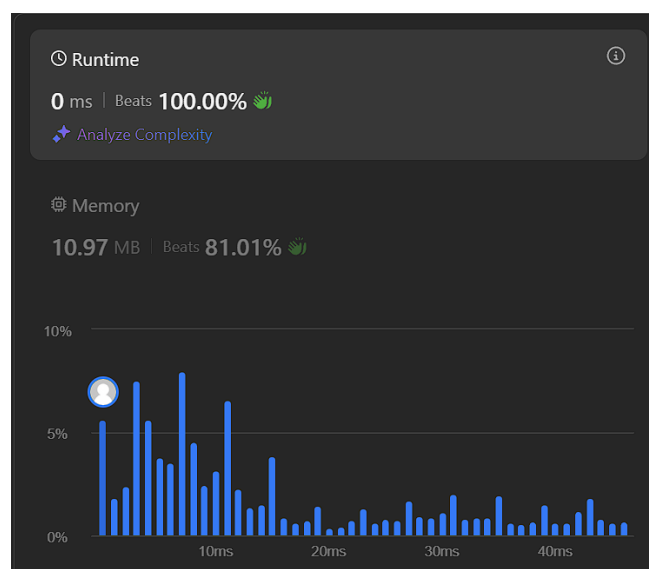 Runtime
0 ms | Beats 100.00%
Analyze Complexity
Memory
10.97 MB | Beats 81.01%
10%
5%
0%
10ms 20ms 30ms 40ms